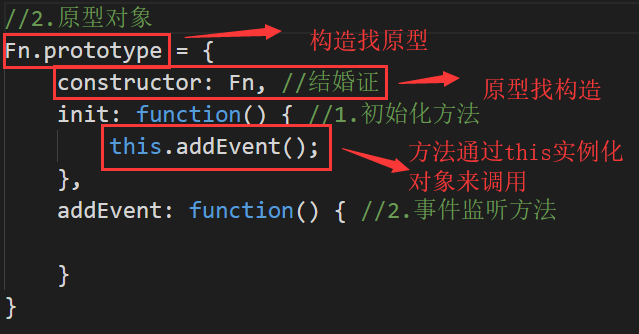 //2.原型对象
Fn.prototype = {
构造找原型
constructor: Fn, //结婚证
原型找构造
init: function() { //1.初始化方法
this.addEvent();
方法通过this实例化
对象来调用
},
addEvent: function() { //2.事件监听方法
}
}